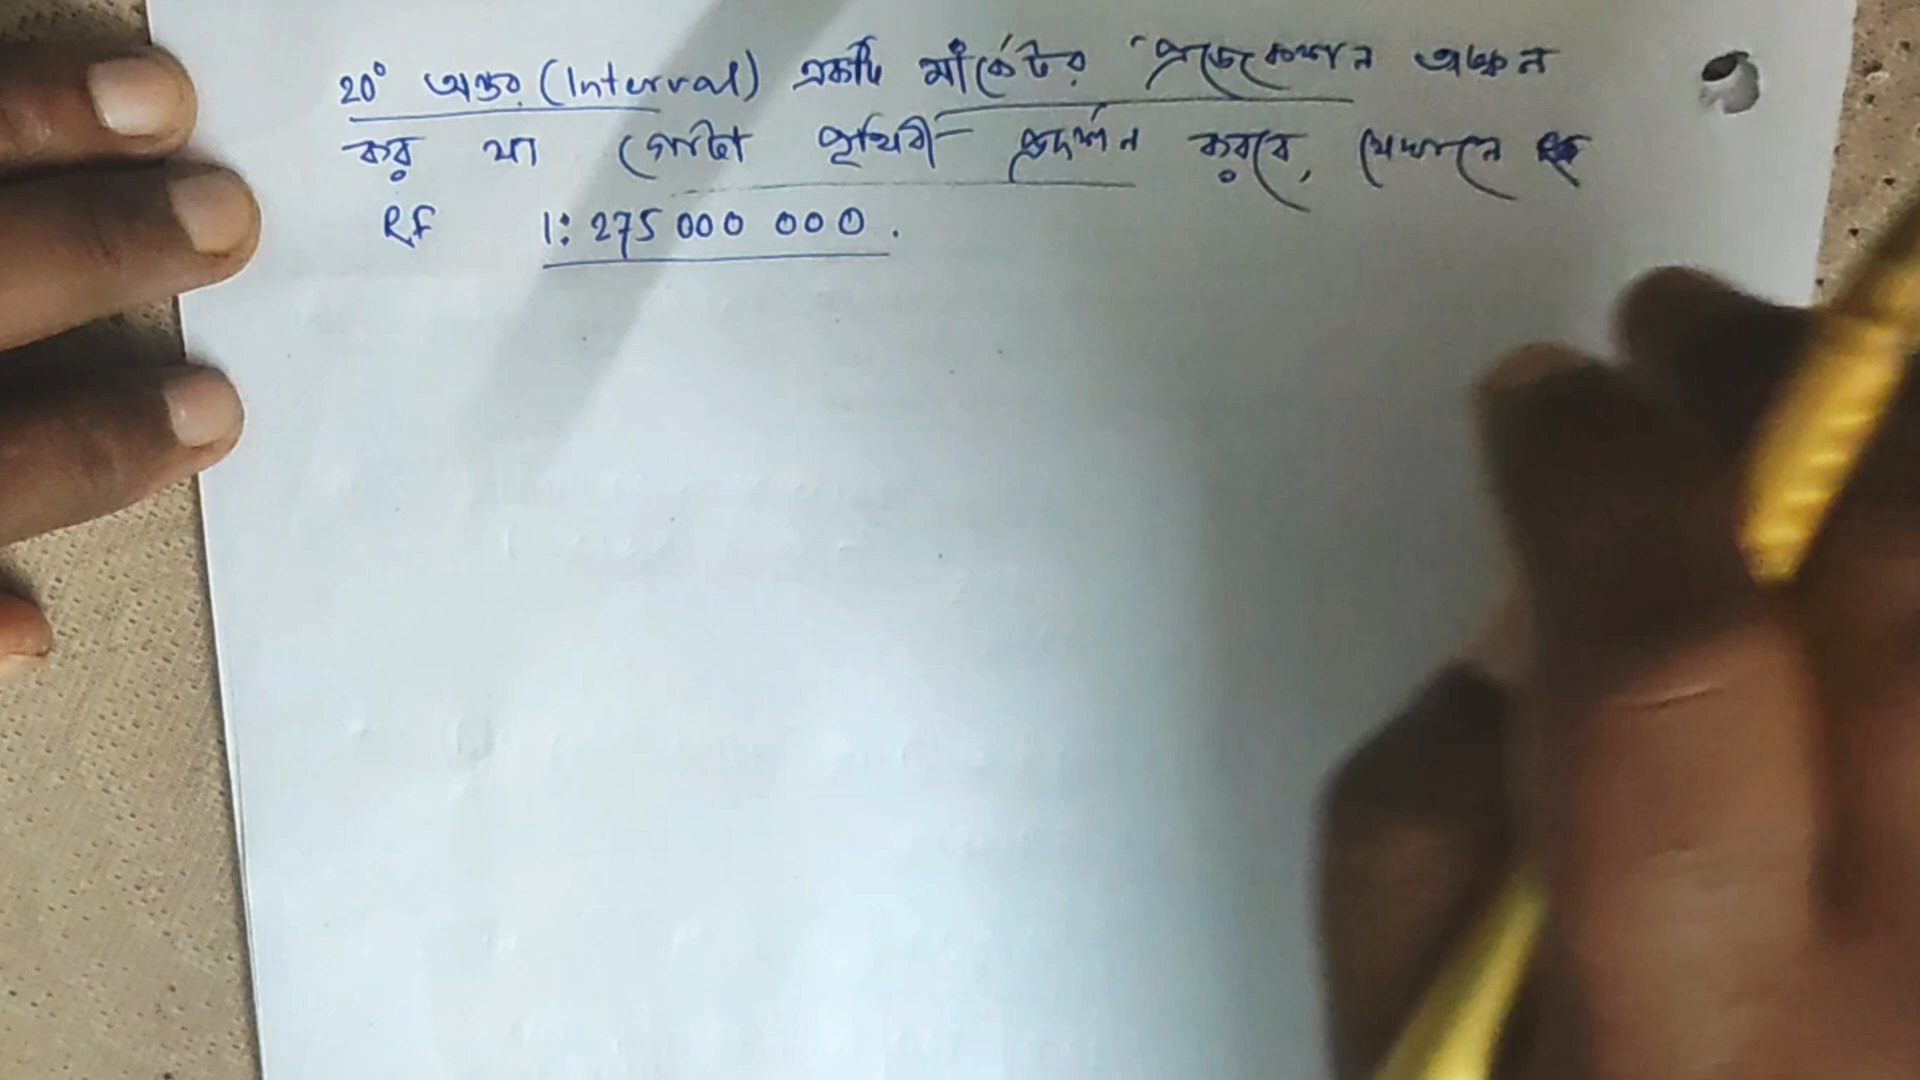 20° অন্তর (Interval) একটি মার্কেটর প্রজেকশন অঙ্কন
কর যা গোটা পৃথিবী প্রদর্শন করবে, যেখানে
RF 1: 275 000 000.